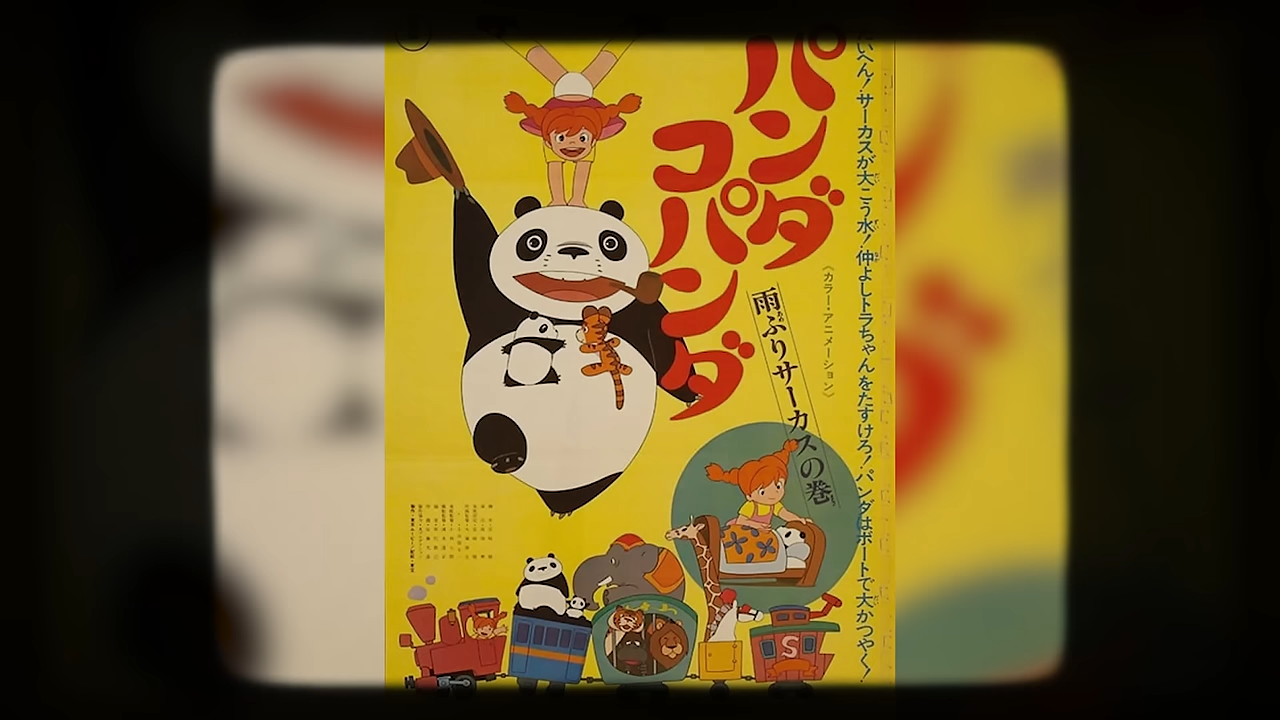 たいへん!サーカスが大こう水!仲よしトラちゃんをたすけろ!パンダはボートで大かつやく!
パンダ
コパンダ
《カラー・アニメーション》
雨ふりサーカスの巻
S